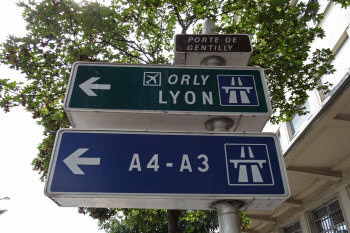 PORTE DE
GENTILLY
ORLY
LYON
A4-A3